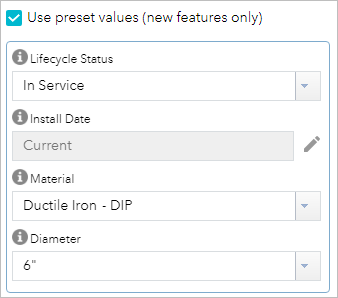 Use preset values (new features only)
Lifecycle Status
In Service
Install Date
Current
Material
Ductile Iron - DIP
Diameter
6"